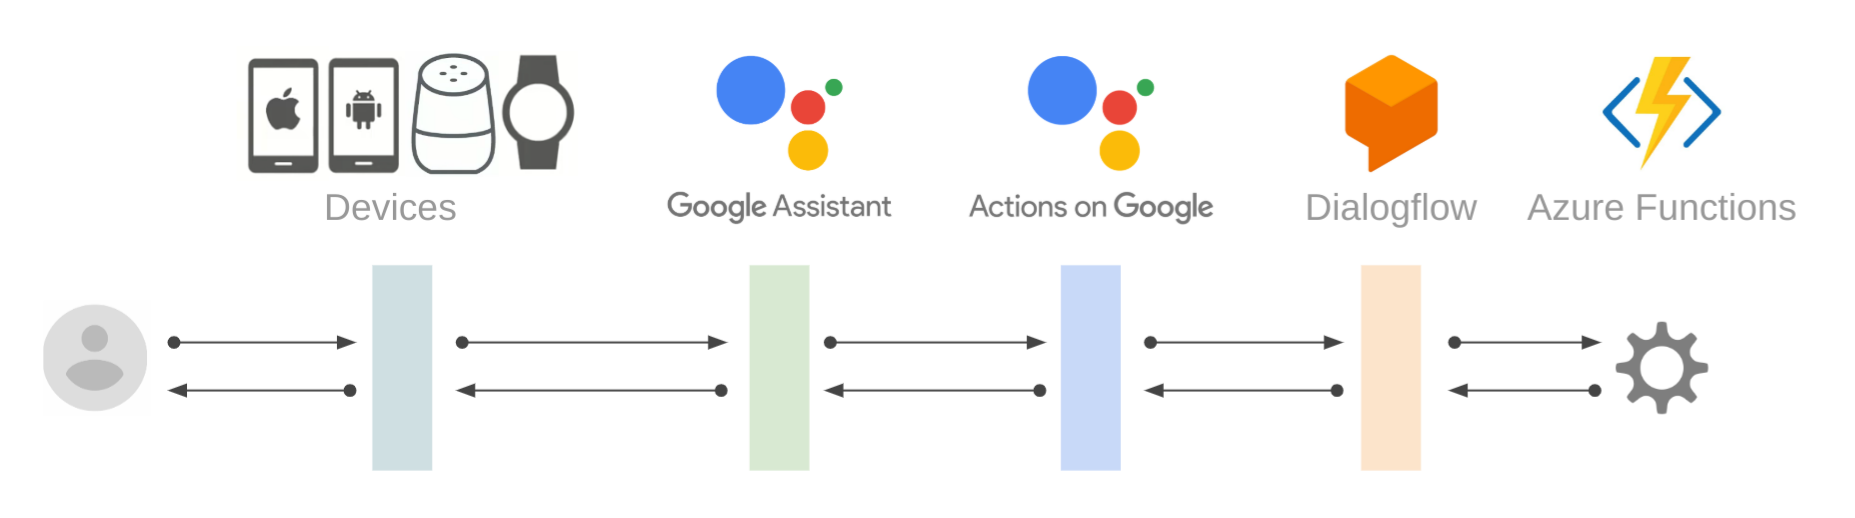 Devices
Google Assistant
Actions on Google
Dialogflow
Azure Functions